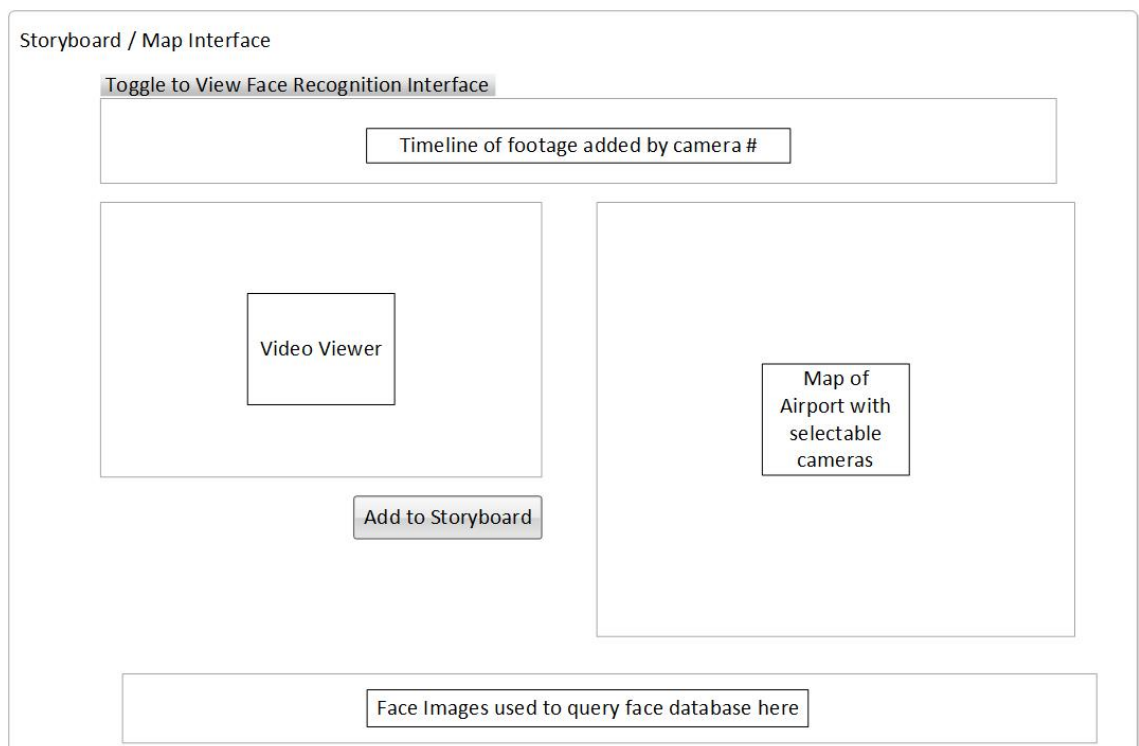 Storyboard / Map Interface
Toggle to View Face Recognition Interface
Timeline of footage added by camera #
Video Viewer
Map of
Airport with
selectable
cameras
Add to Storyboard
Face Images used to query face database here